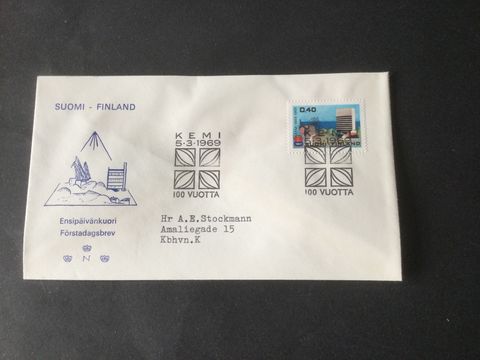 SUOMI - FINLAND
Ensipäivänkuori
Förstadagsbrev
N
KEMI
5·3·1969
100 VUOTTA
0,40
SUOMI FINLAND
100 VUOTTA
Hr A.E.Stockmann
Amaliegade 15
Kbhvn.K